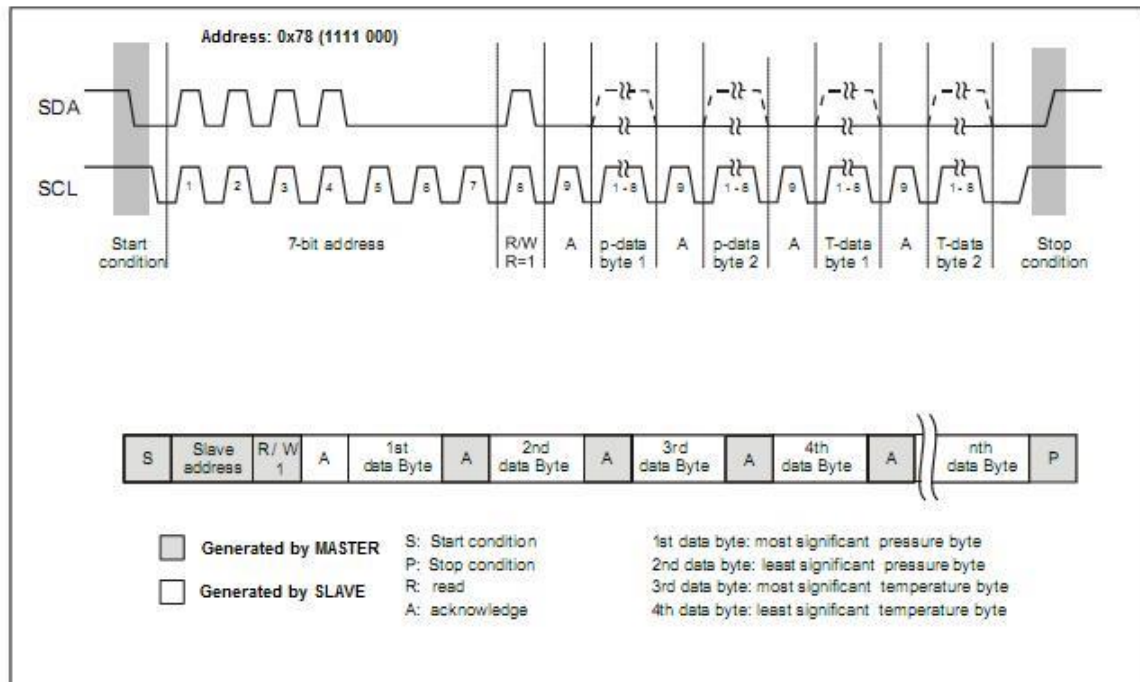 Address: 0x78 (1111 000)
SDA
SCL
1 2 3 4 5 6 7 8 9 1 - 8 9 1 - 8 9 1 - 8 9 1 - 8
Start condition
7-bit address
R/W R=1
A
p-data byte 1
A
p-data byte 2
A
T-data byte 1
A
T-data byte 2
Stop condition
S
Slave address
R / W 1
A
1st data Byte
A
2nd data Byte
A
3rd data Byte
A
4th data Byte
A
nth data Byte
P
Generated by MASTER
Generated by SLAVE
S: Start condition
P: Stop condition
R: read
A: acknowledge
1st data byte: most significant pressure byte
2nd data byte: least significant pressure byte
3rd data byte: most significant temperature byte
4th data byte: least significant temperature byte